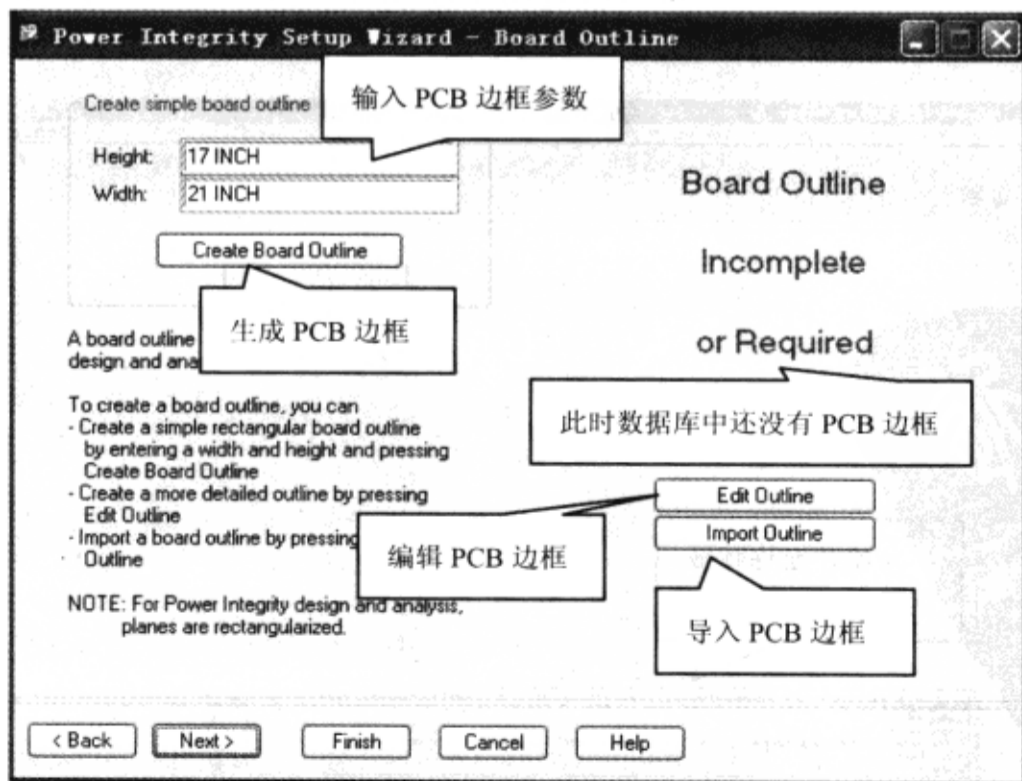 Power Integrity Setup Wizard - Board Outline
Create simple board outline
输入 PCB 边框参数
Height: 17 INCH
Width: 21 INCH
Create Board Outline
生成 PCB 边框
Board Outline
Incomplete
or Required
此时数据库中还没有 PCB 边框
A board outline
design and ana
To create a board outline, you can
- Create a simple rectangular board outline
by entering a width and height and pressing
Create Board Outline
- Create a more detailed outline by pressing
Edit Outline
- Import a board outline by pressing
Outline
编辑 PCB 边框
Edit Outline
Import Outline
导入 PCB 边框
NOTE: For Power Integrity design and analysis,
planes are rectangularized.
< Back
Next >
Finish
Cancel
Help